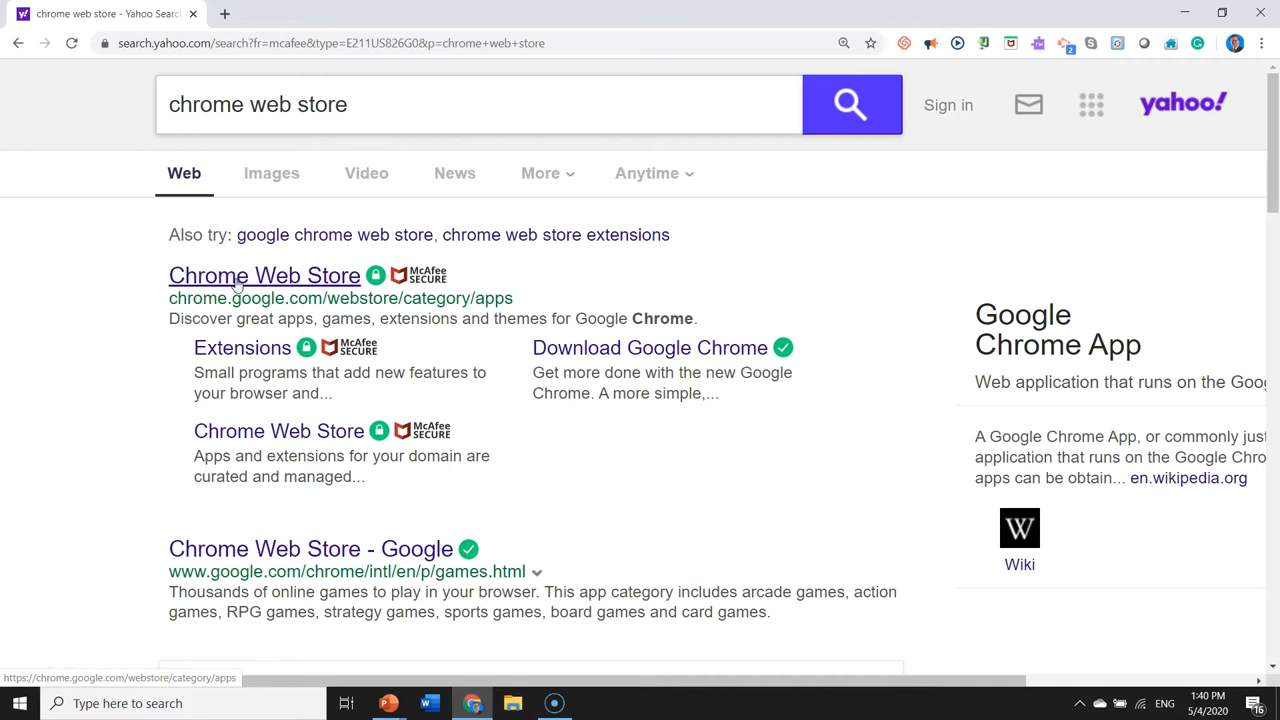 chrome web store - Yahoo Searc
search.yahoo.com/search?fr=mcafee&type=E211US826G0&p=chrome+web+store
2
chrome web store
Sign in
yahoo!
Web Images Video News More Anytime
Also try: google chrome web store, chrome web store extensions
Chrome Web Store McAfee SECURE
chrome.google.com/webstore/category/apps
Discover great apps, games, extensions and themes for Google Chrome.
Extensions McAfee SECURE
Small programs that add new features to
your browser and...
Download Google Chrome
Get more done with the new Google
Chrome. A more simple,...
Chrome Web Store McAfee SECURE
Apps and extensions for your domain are
curated and managed...
Chrome Web Store - Google
www.google.com/chrome/intl/en/p/games.html
Thousands of online games to play in your browser. This app category includes arcade games, action
games, RPG games, strategy games, sports games, board games and card games.
Google
Chrome App
Web application that runs on the Goog
A Google Chrome App, or commonly just
application that runs on the Google Chro
apps can be obtain... en.wikipedia.org
W
Wiki
https://chrome.google.com/webstore/category/apps
Type here to search
ENG
1:40 PM
5/4/2020
16